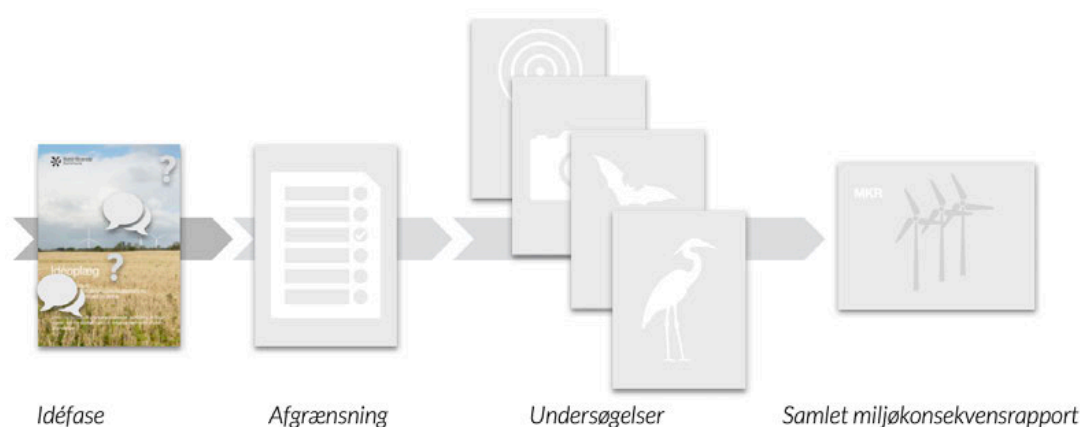 Idéoplæg
MKR
Idéfase
Afgrænsning
Undersøgelser
Samlet miljøkonsekvensrapport